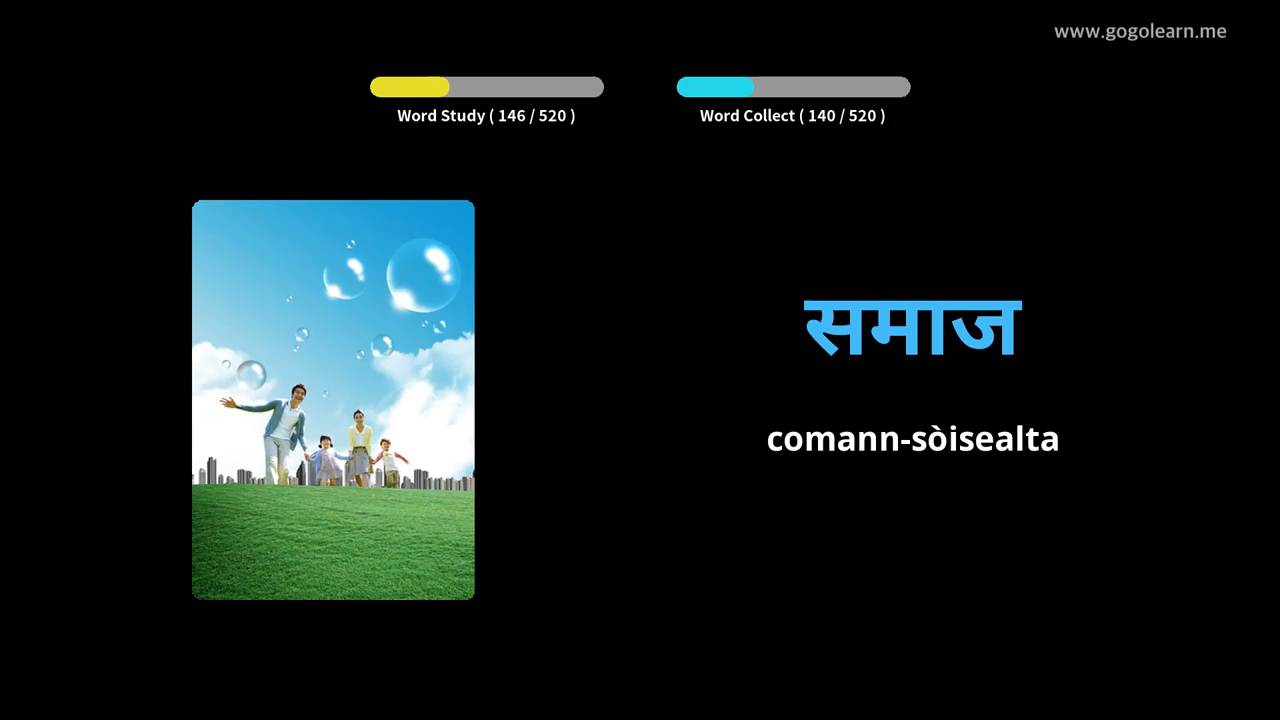 www.gogolearn.me
Word Study ( 146 / 520 )
Word Collect ( 140 / 520 )
समाज
comann-sòisealta